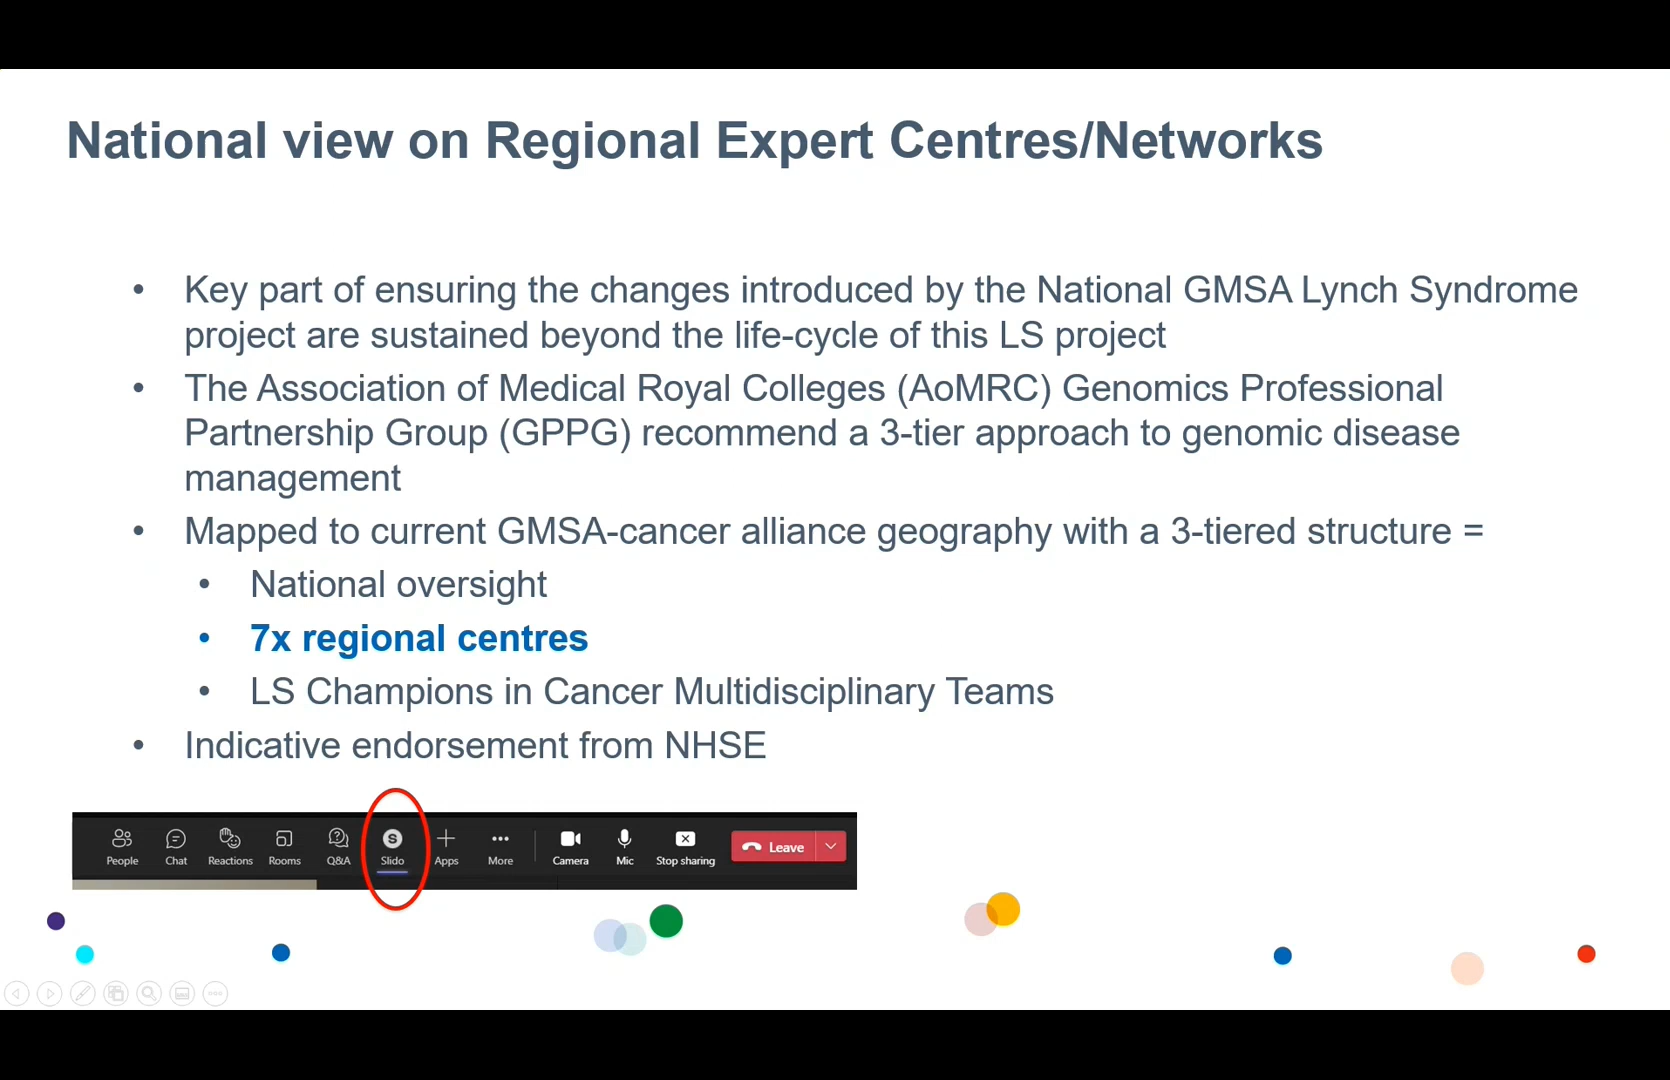 National view on Regional Expert Centres/Networks
• Key part of ensuring the changes introduced by the National GMSA Lynch Syndrome
project are sustained beyond the life-cycle of this LS project
• The Association of Medical Royal Colleges (AoMRC) Genomics Professional
Partnership Group (GPPG) recommend a 3-tier approach to genomic disease
management
• Mapped to current GMSA-cancer alliance geography with a 3-tiered structure =
• National oversight
• 7x regional centres
• LS Champions in Cancer Multidisciplinary Teams
• Indicative endorsement from NHSE
People Chat Reactions Rooms Q&A S Slido Apps More Camera Mic Stop sharing Leave